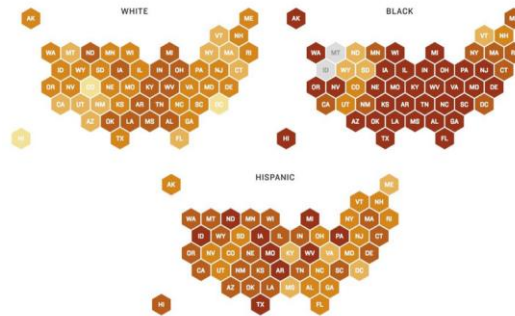 WHITE
AK ME
VT NH
WA MT ND MN WI MI NY MA RI
ID WY SD IA IL IN OH PA NJ CT
OR NV CO NE MO KY WV VA MD DE
CA UT NM KS AR TN NC SC DC
AZ OK LA MS AL GA
HI TX FL
BLACK
AK ME
VT NH
WA MT ND MN WI MI NY MA RI
ID WY SD IA IL IN OH PA NJ CT
OR NV CO NE MO KY WV VA MD DE
CA UT NM KS AR TN NC SC DC
AZ OK LA MS AL GA
HI TX FL
HISPANIC
AK ME
VT NH
WA MT ND MN WI MI NY MA RI
ID WY SD IA IL IN OH PA NJ CT
OR NV CO NE MO KY WV VA MD DE
CA UT NM KS AR TN NC SC DC
AZ OK LA MS AL GA
HI TX FL